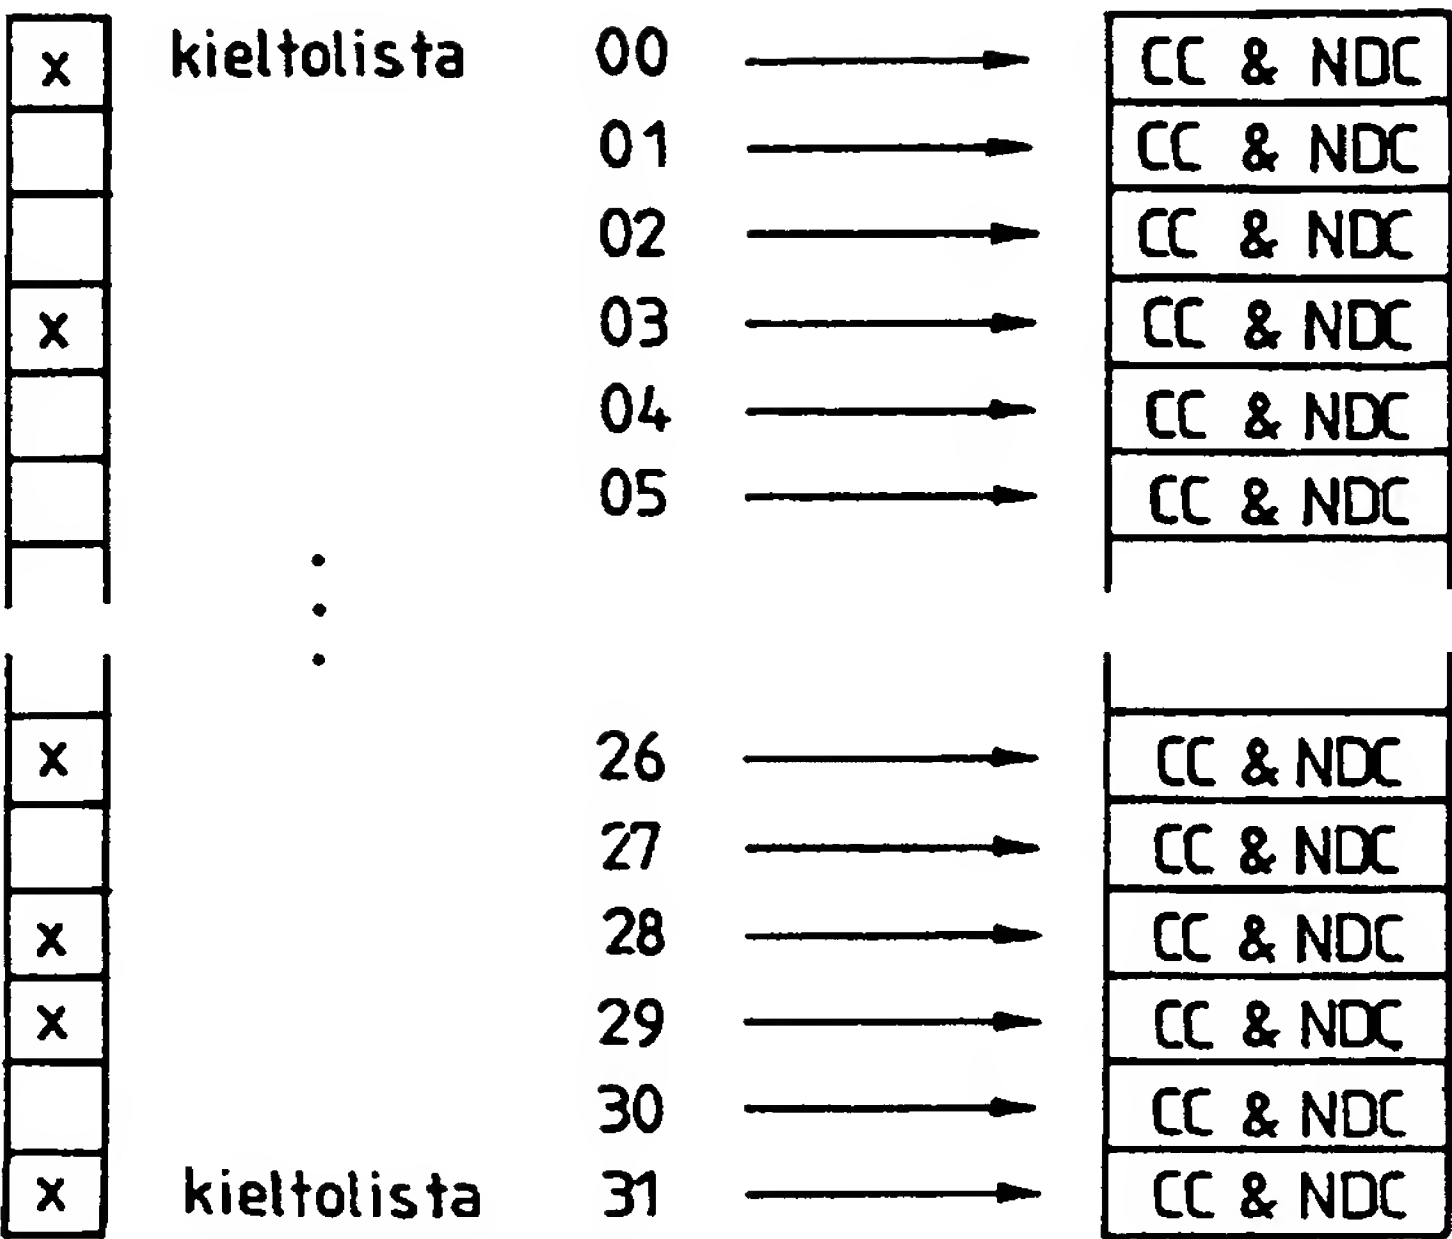 x kieltolista 00 CC & NDC
01 CC & NDC
02 CC & NDC
x 03 CC & NDC
04 CC & NDC
05 CC & NDC
x 26 CC & NDC
27 CC & NDC
x 28 CC & NDC
x 29 CC & NDC
30 CC & NDC
x kieltolista 31 CC & NDC